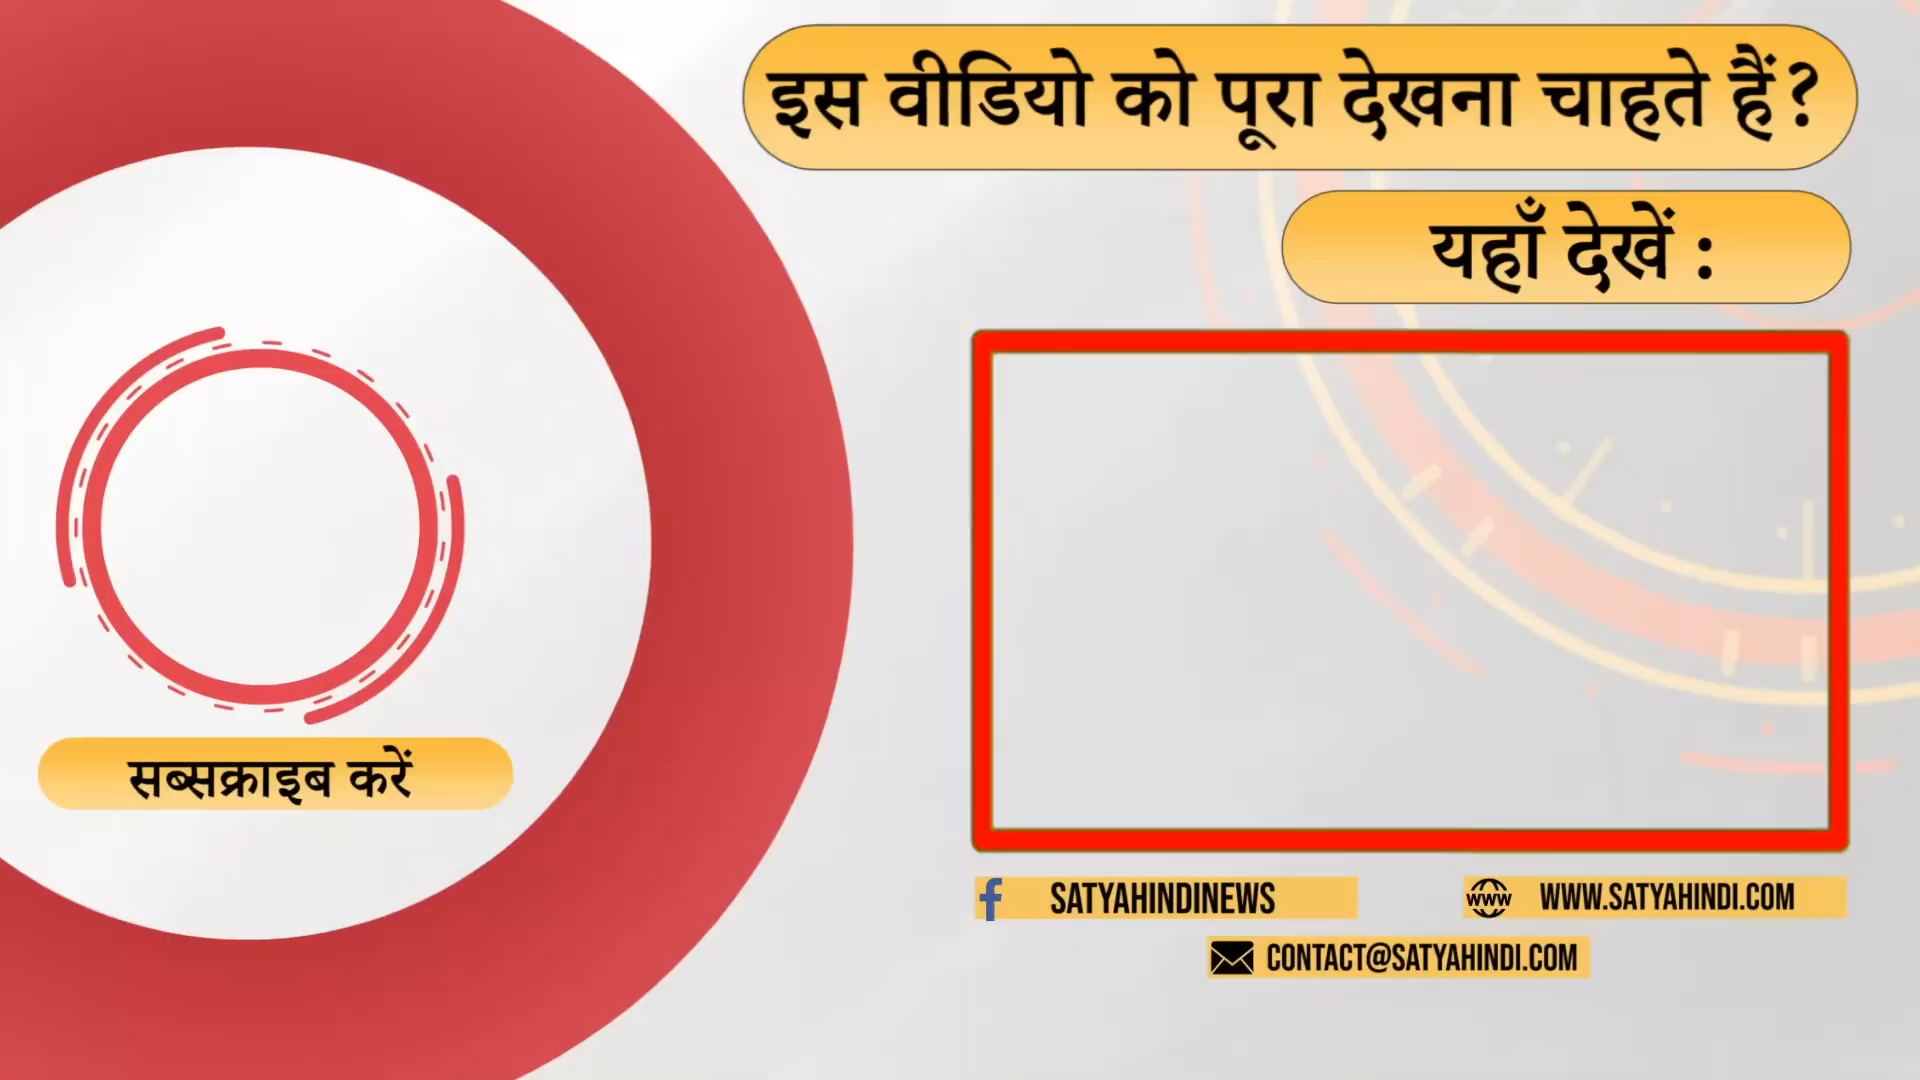 इस वीडियो को पूरा देखना चाहते हैं?
यहाँ देखें :
सब्सक्राइब करें
SATYAHINDINEWS
WWW WWW.SATYAHINDI.COM
CONTACT@SATYAHINDI.COM